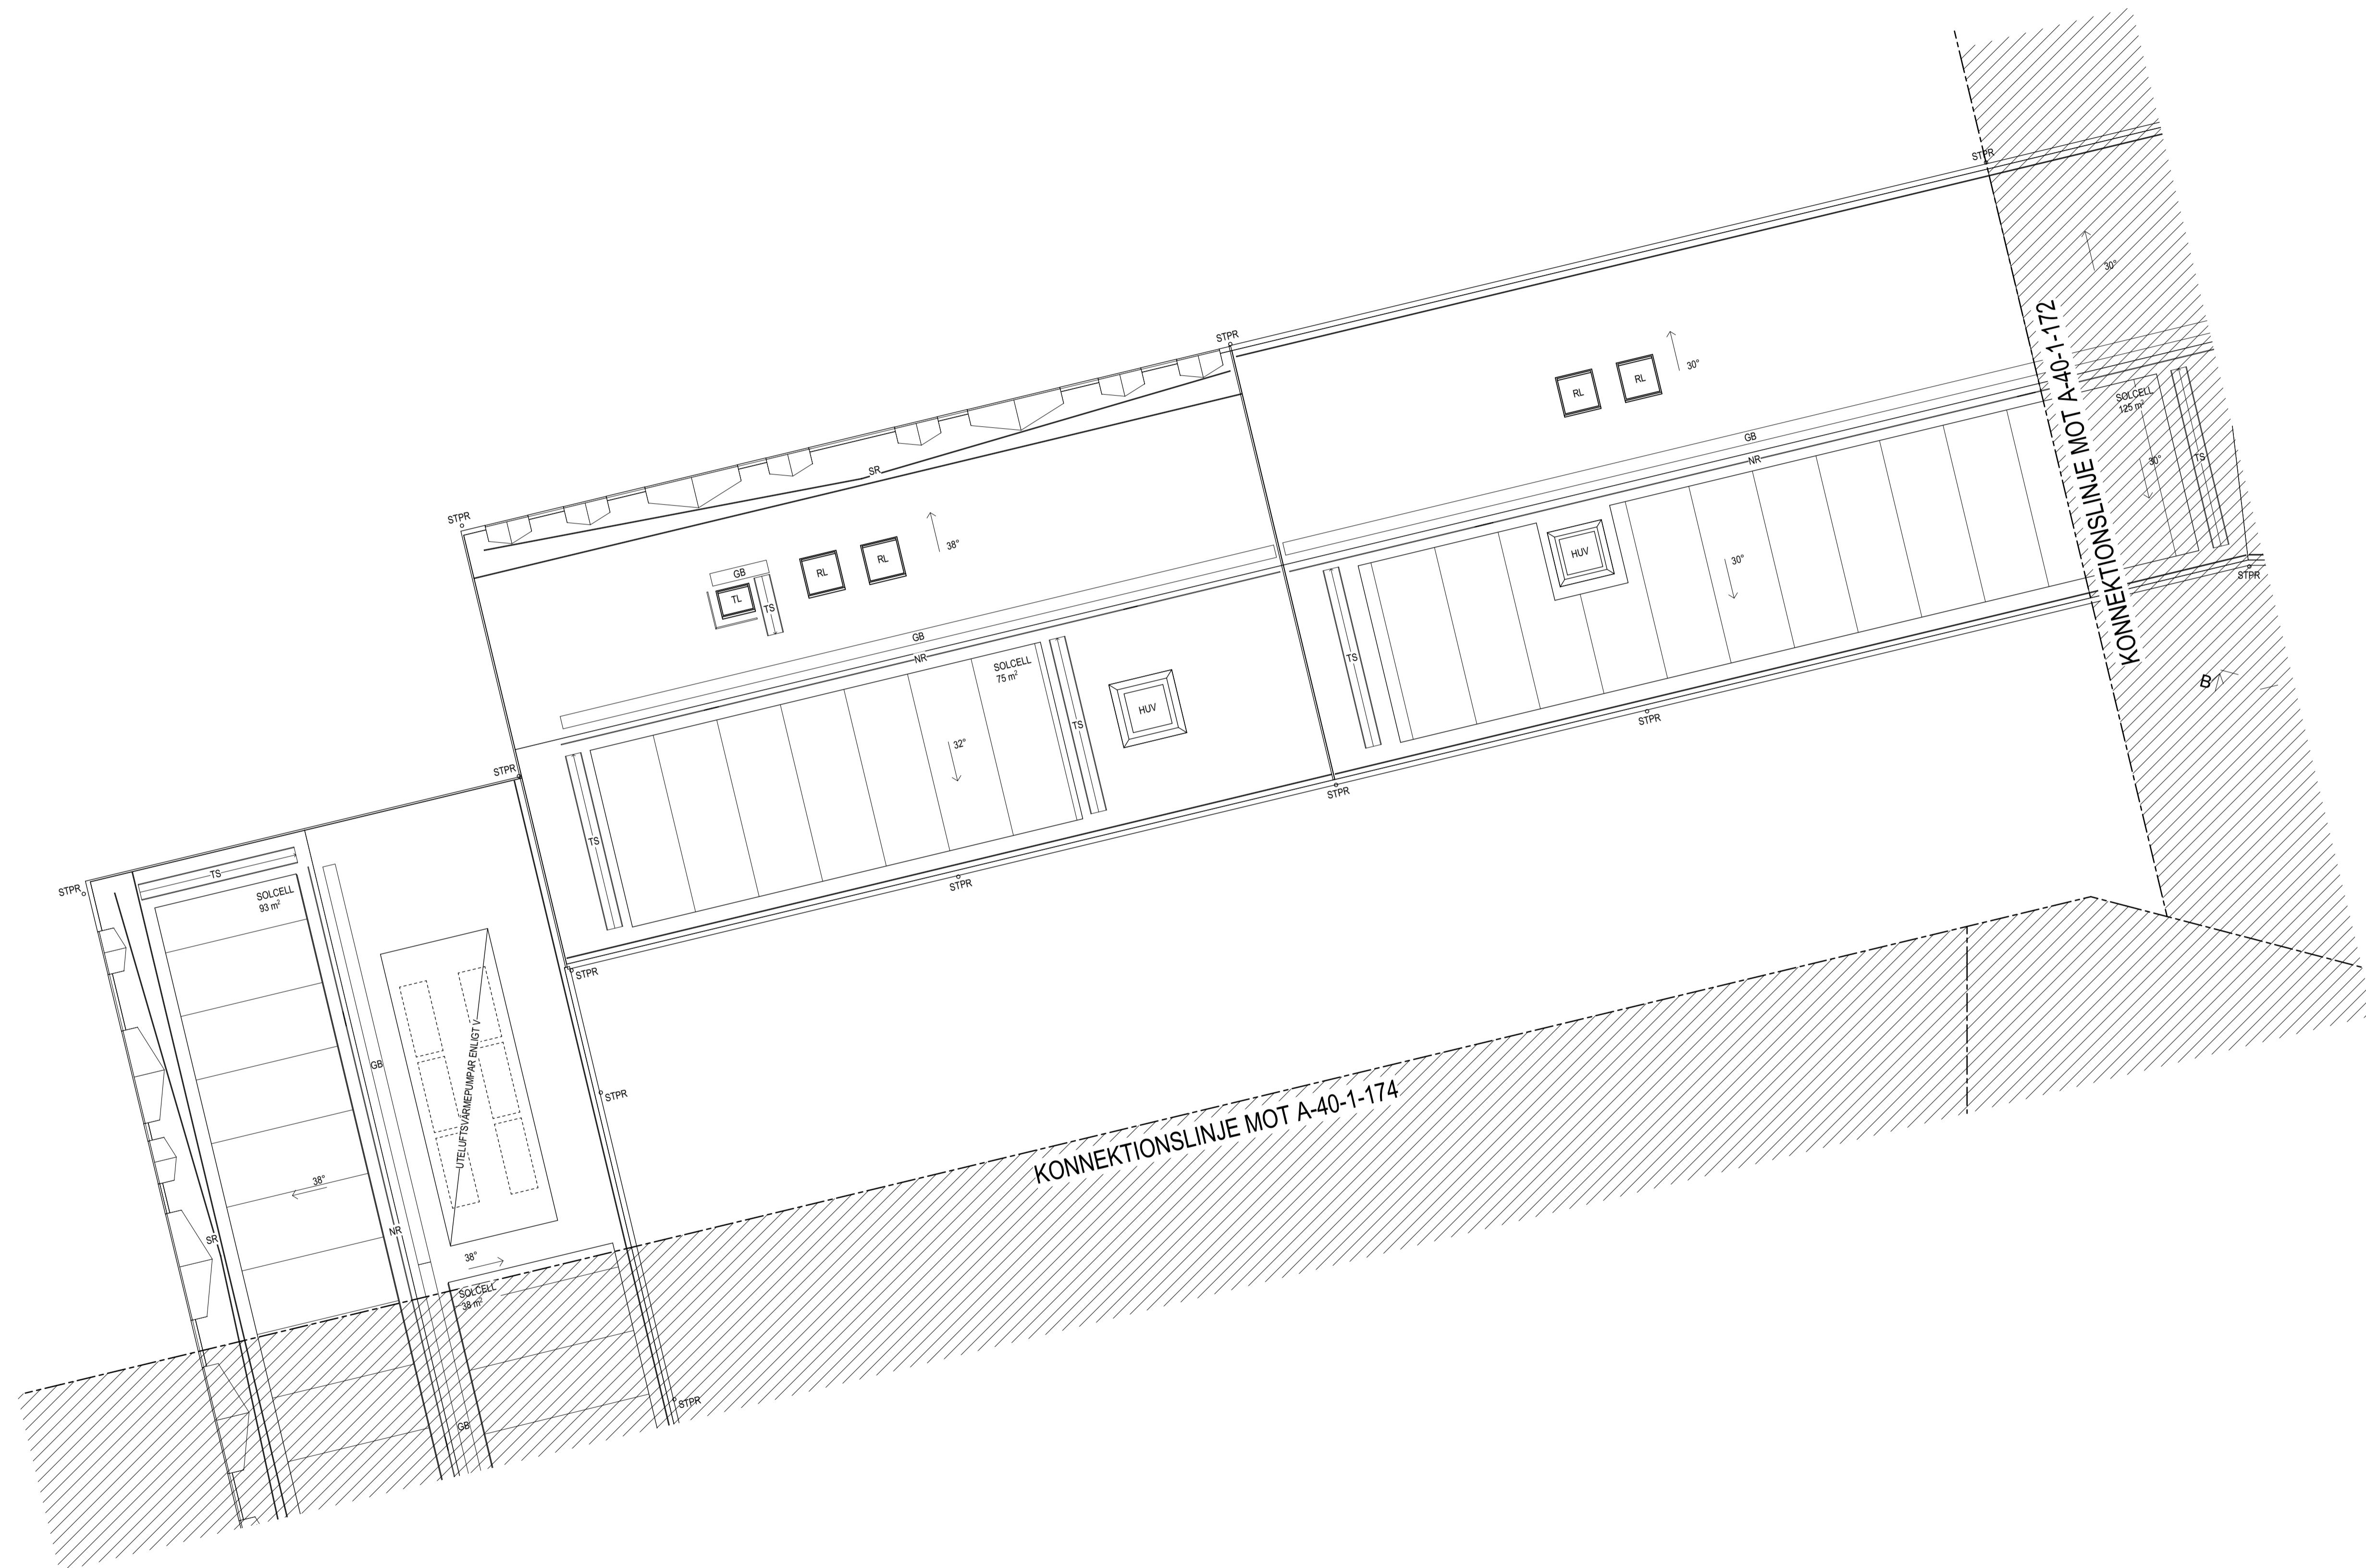 STPR
30°
KONNEKTIONSLINJE MOT A-40-1-172
STPR
RL
RL
30°
SOLCELL
125 m²
TS
30°
GB
NR
SR
STPR
HUV
30°
38°
RL
RL
GB
TL
TS
STPR
B
GB
NR
TS
SOLCELL
75 m²
HUV
TS
STPR
32°
STPR
STPR
TS
TS
STPR
SOLCELL
93 m²
STPR
STPR
GB
UTELUFTSVÄRMEPUMPAR ENLIGT V
STPR
KONNEKTIONSLINJE MOT A-40-1-174
38°
NR
SR
38°
SOLCELL
38 m²
STPR
GB